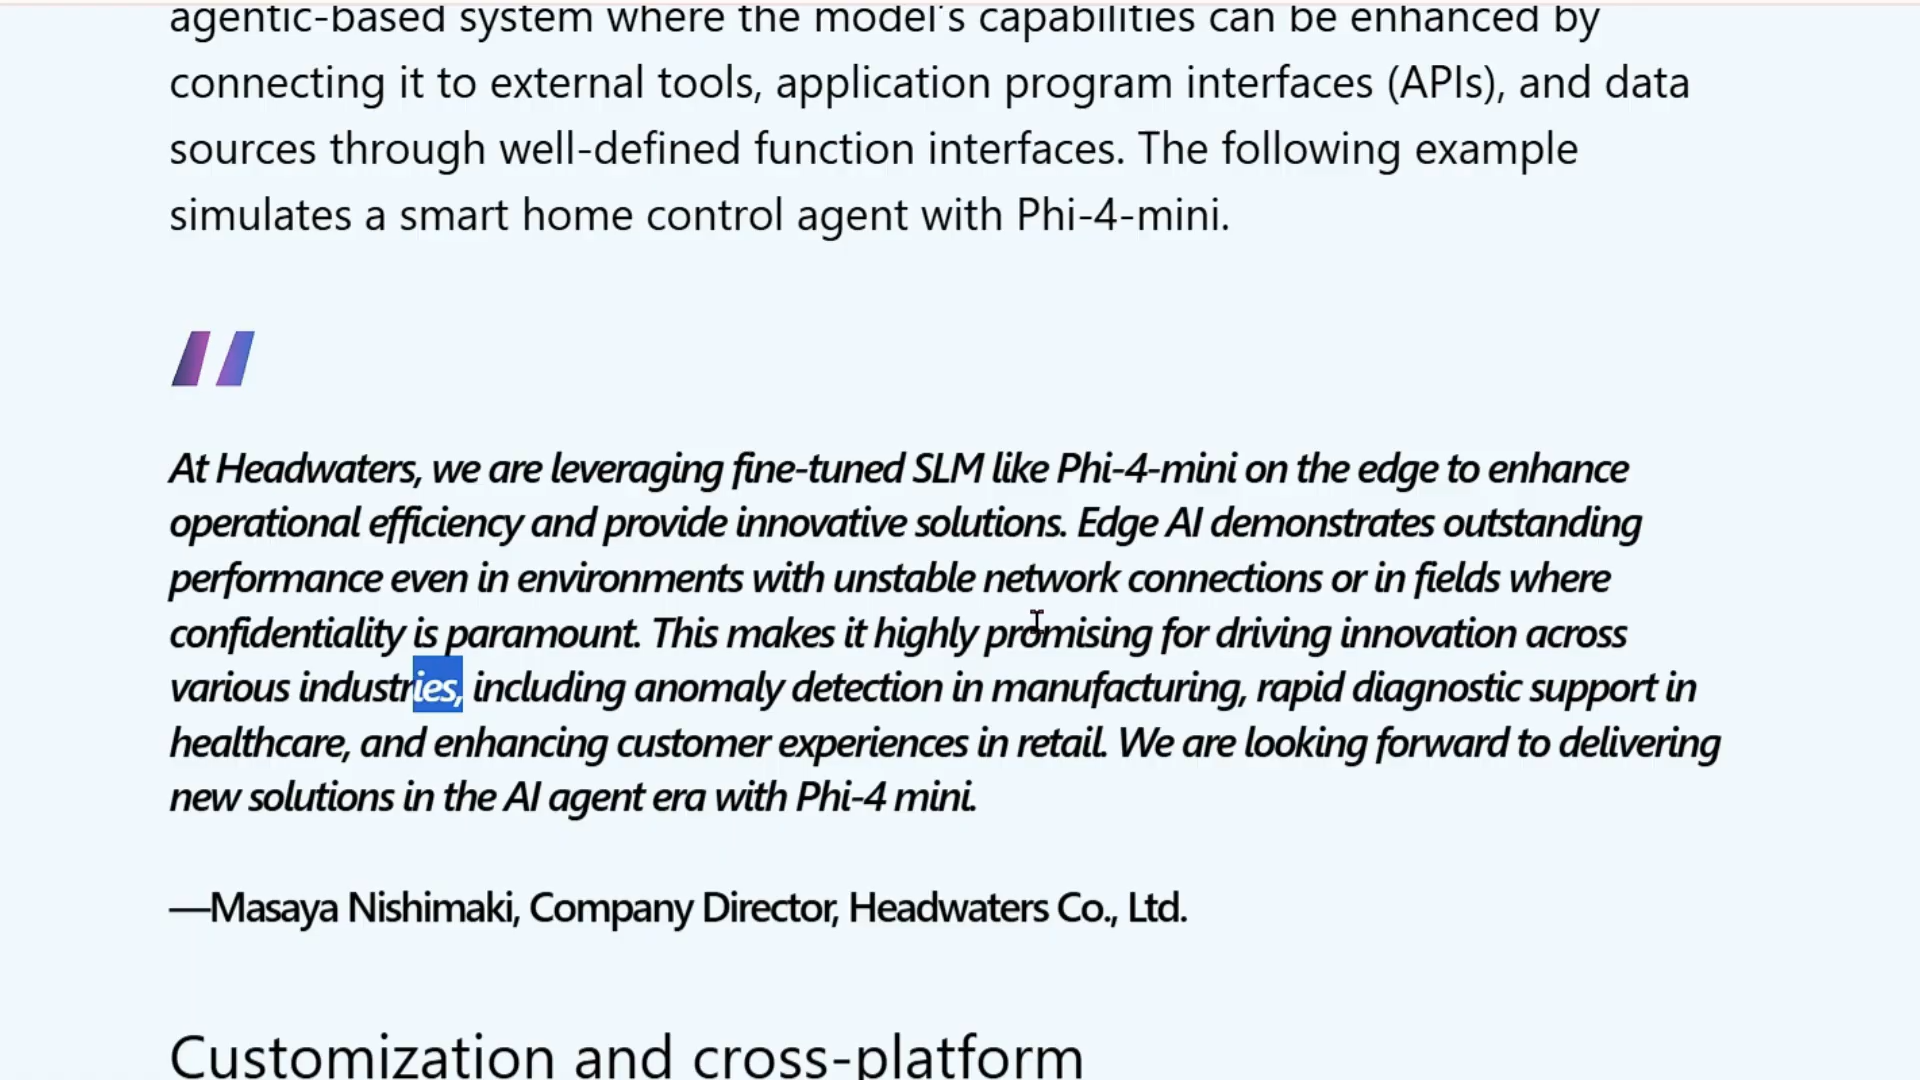 agentic-based system where the model's capabilities can be enhanced by
connecting it to external tools, application program interfaces (APIs), and data
sources through well-defined function interfaces. The following example
simulates a smart home control agent with Phi-4-mini.
"
At Headwaters, we are leveraging fine-tuned SLM like Phi-4-mini on the edge to enhance
operational efficiency and provide innovative solutions. Edge AI demonstrates outstanding
performance even in environments with unstable network connections or in fields where
confidentiality is paramount. This makes it highly promising for driving innovation across
various industries, including anomaly detection in manufacturing, rapid diagnostic support in
healthcare, and enhancing customer experiences in retail. We are looking forward to delivering
new solutions in the AI agent era with Phi-4 mini.
—Masaya Nishimaki, Company Director, Headwaters Co., Ltd.
Customization and cross-platform